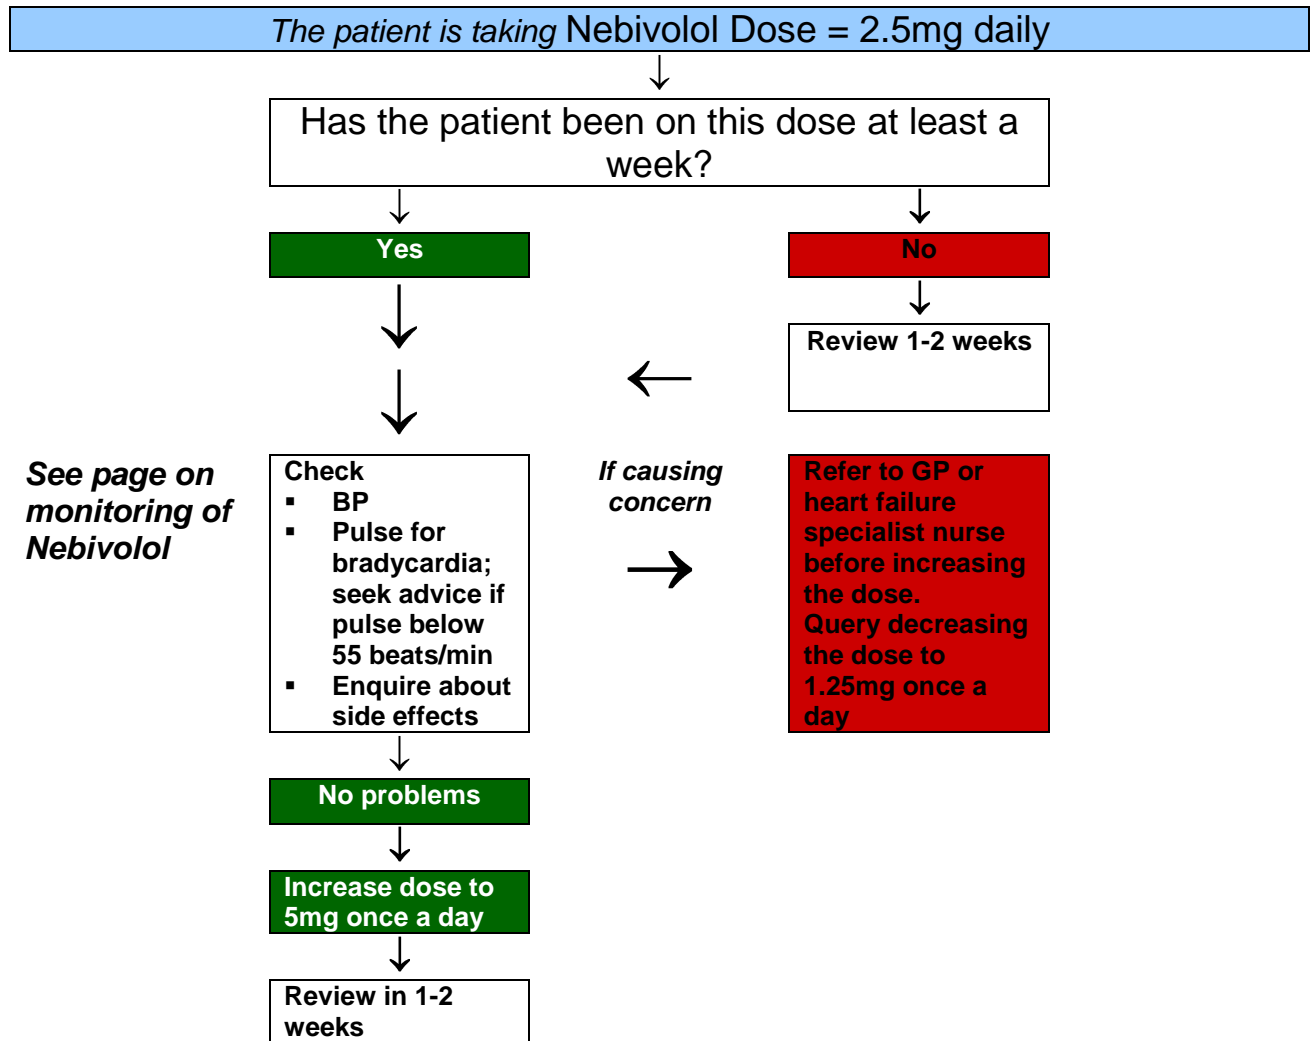 The patient is taking Nebivolol Dose = 2.5mg daily
Has the patient been on this dose at least a
week?
Yes
No
Review 1-2 weeks
See page on
monitoring of
Nebivolol
Check
▪ BP
▪ Pulse for
bradycardia;
seek advice if
pulse below
55 beats/min
▪ Enquire about
side effects
If causing
concern
Refer to GP or
heart failure
specialist nurse
before increasing
the dose.
Query decreasing
the dose to
1.25mg once a
day
No problems
Increase dose to
5mg once a day
Review in 1-2
weeks